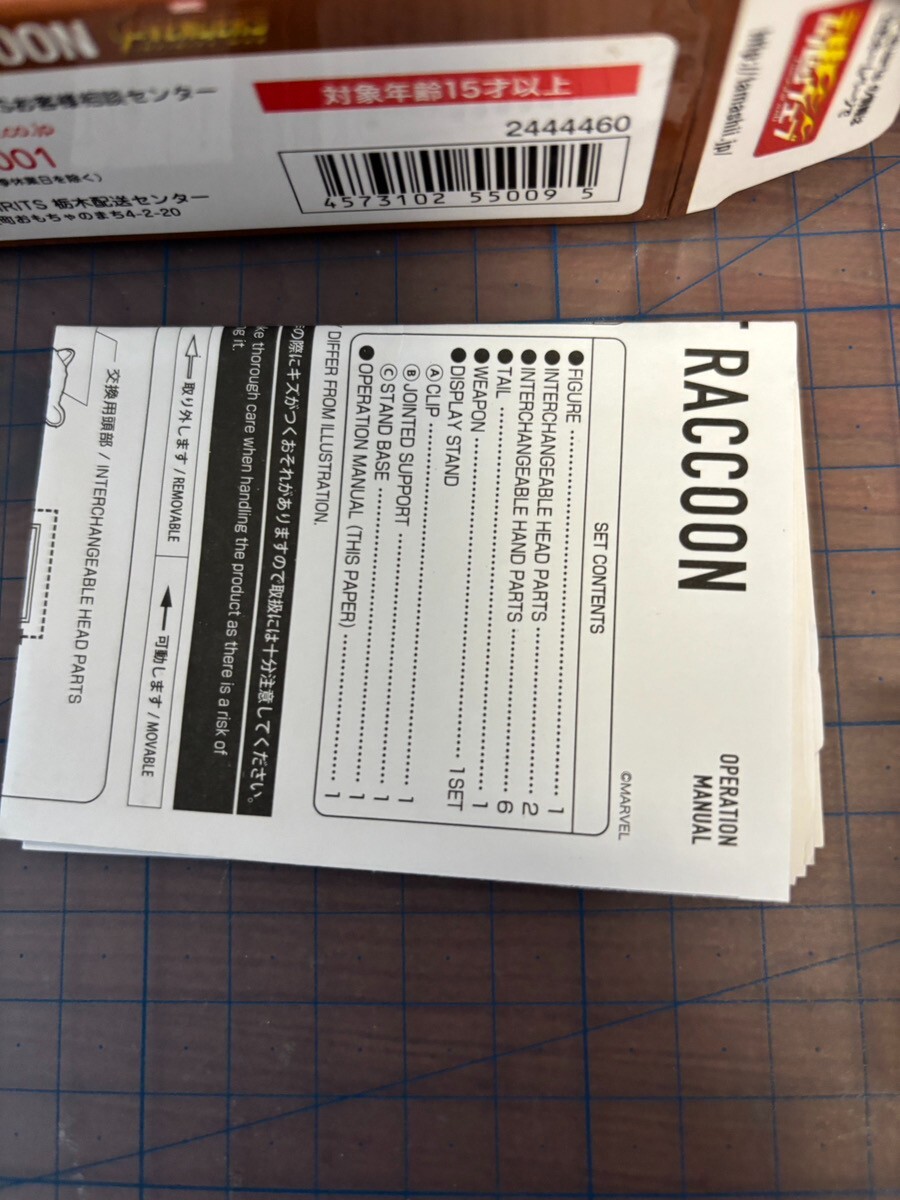 OON
お客様相談センター
.co.jp
001
季休業日を除く）
RITS 栃木配送センター
町おもちゃのまち4-2-20
対象年齢15才以上
2444460
4573102 55009 5
http://tamashii.jp/
RACCOON
OPERATION
MANUAL
©MARVEL
SET CONTENTS
●FIGURE 1
●INTERCHANGEABLE HEAD PARTS 2
●INTERCHANGEABLE HAND PARTS 6
●TAIL 1
●WEAPON 1 SET
●DISPLAY STAND
Ⓐ CLIP 1
Ⓑ JOINTED SUPPORT 1
Ⓒ STAND BASE 1
●OPERATION MANUAL (THIS PAPER) 1
DIFFER FROM ILLUSTRATION.
の際にキズがつくおそれがありますので取扱には十分注意してください。
ke thorough care when handling the product as there is a risk of
g it.
取り外します / REMOVABLE
可動します / MOVABLE
交換用頭部 / INTERCHANGEABLE HEAD PARTS